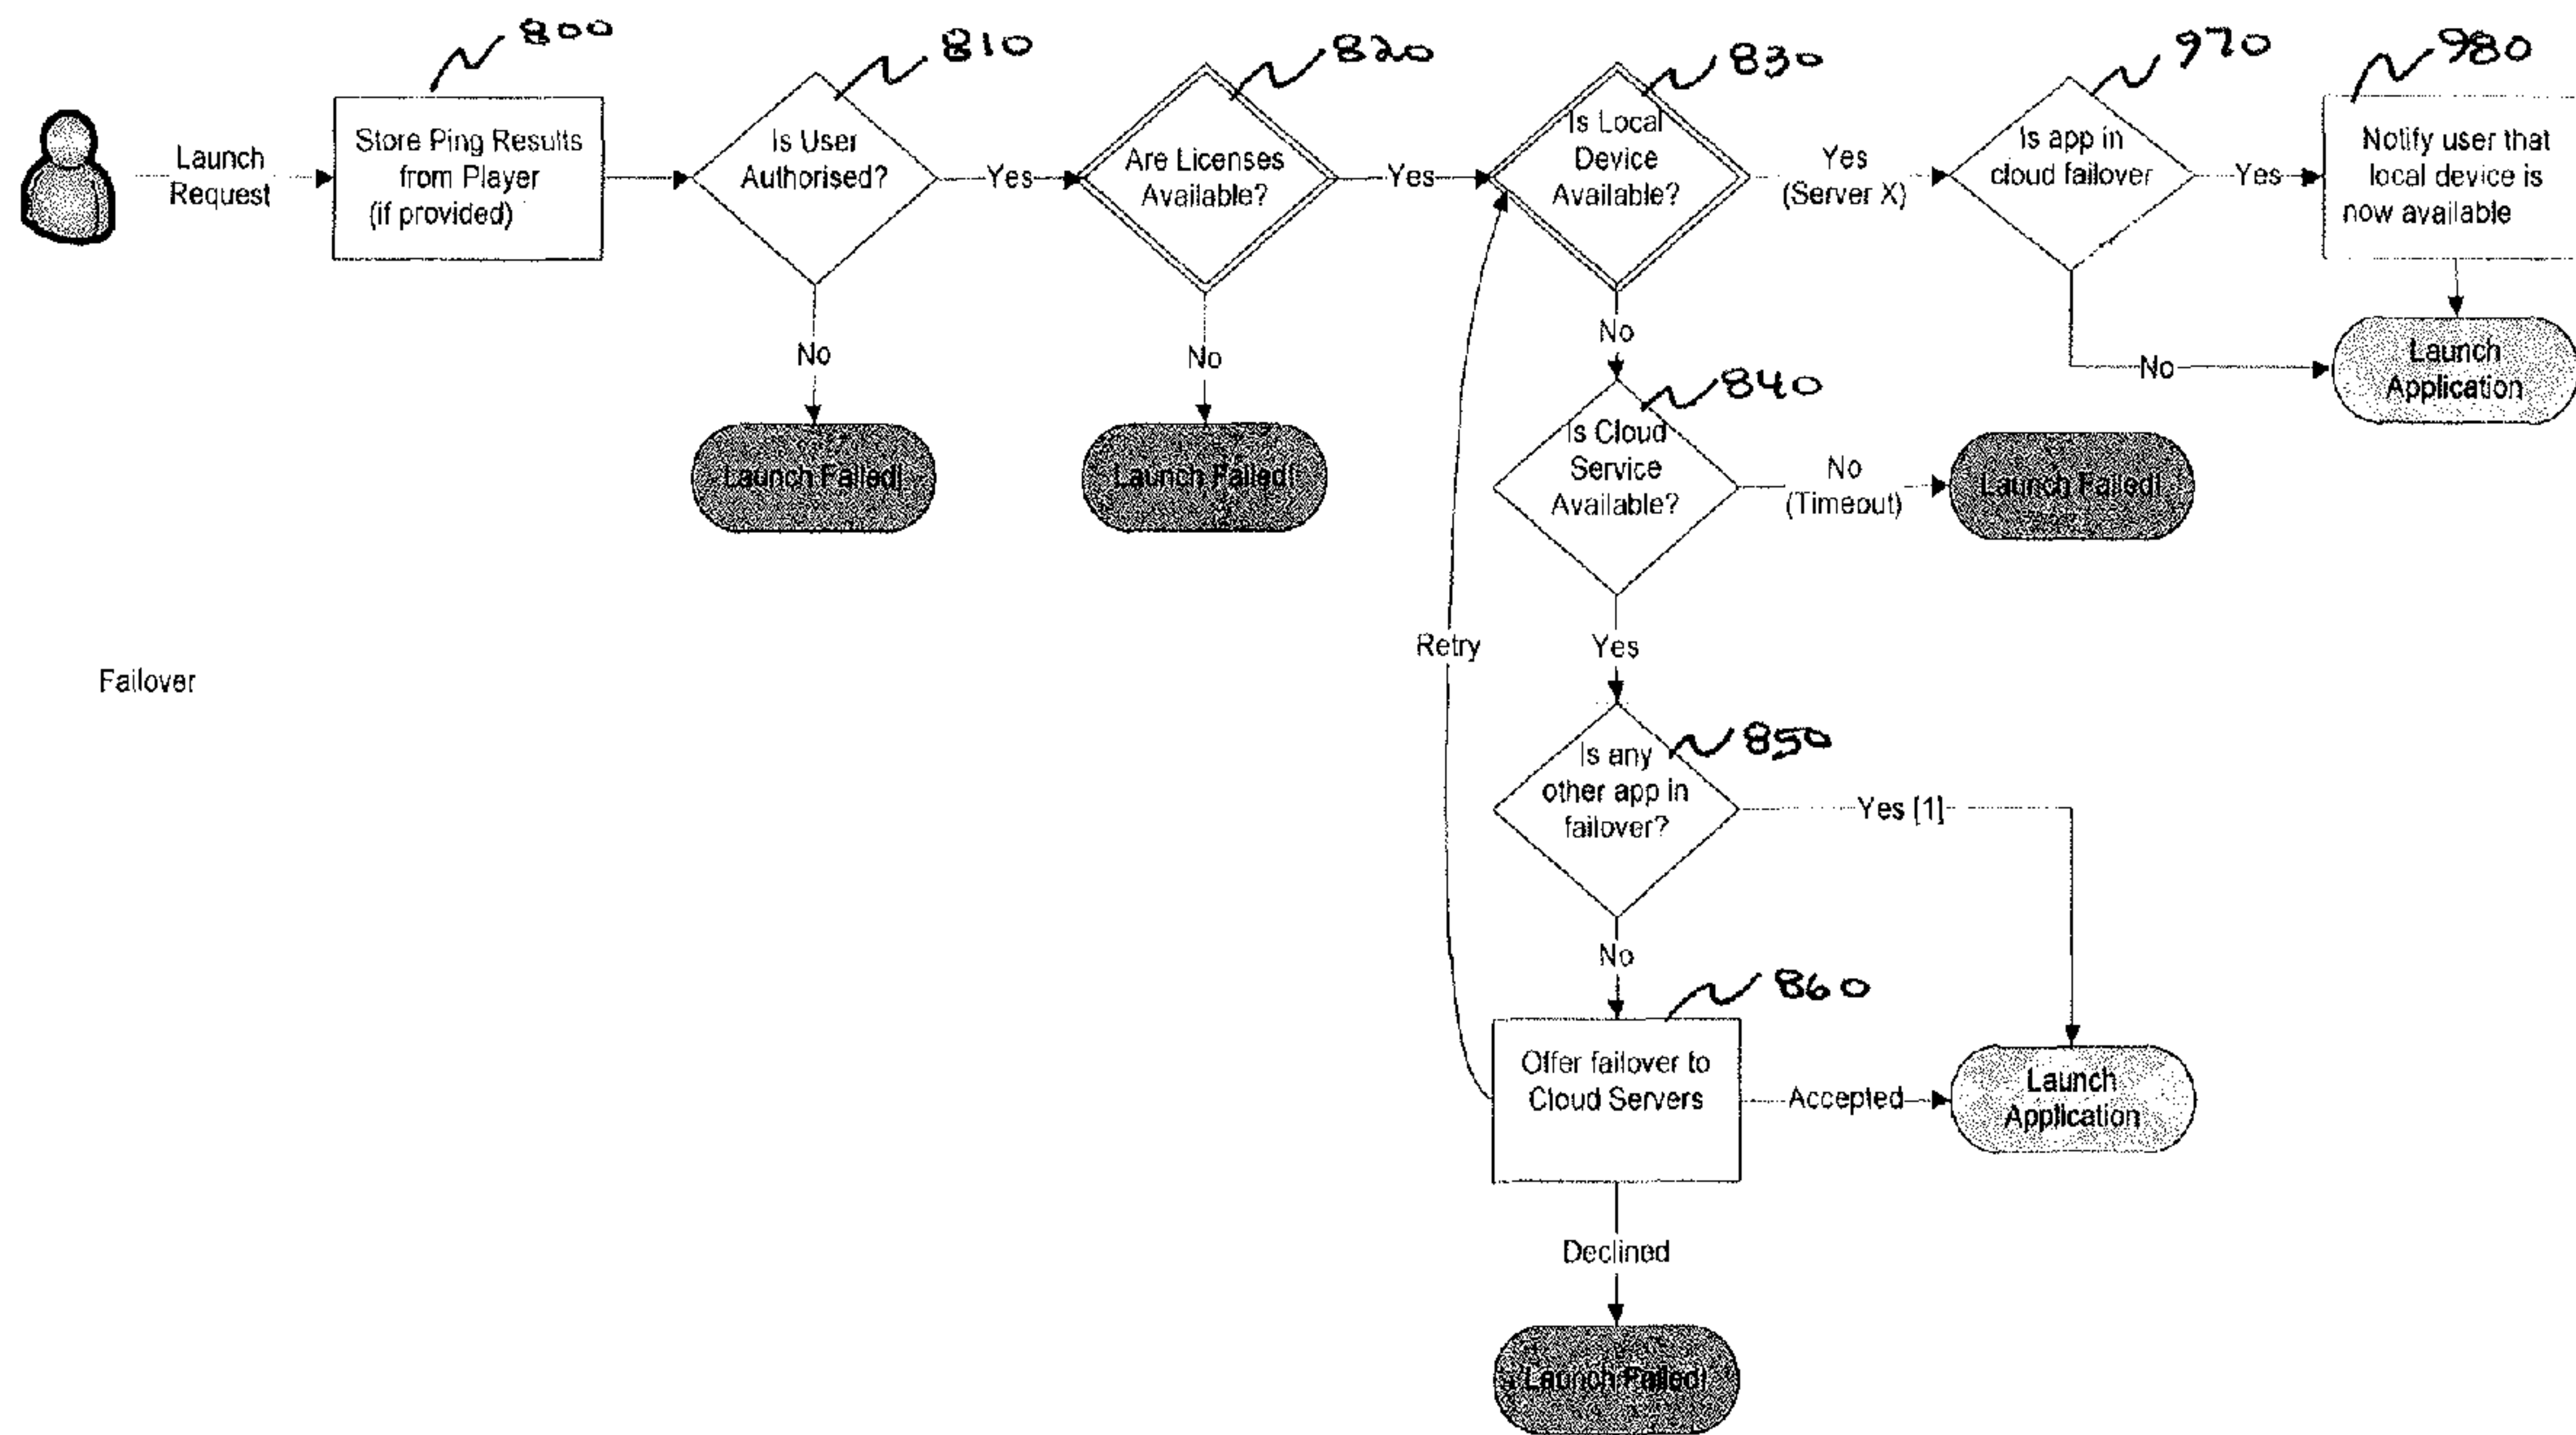 800
810
820
830
970
980
Launch
Request
Store Ping Results
from Player
(if provided)
Is User
Authorised?
Yes
Are Licenses
Available?
Yes
Is Local
Device
Available?
Yes
(Server X)
Is app in
cloud failover
Yes
Notify user that
local device is
now available
No
No
No
No
Launch
Application
Launch Failed!
Launch Failed!
840
Is Cloud
Service
Available?
No
(Timeout)
Launch Failed!
Retry
Yes
Failover
850
Is any
other app in
failover?
Yes [1]
No
860
Offer failover to
Cloud Servers
Accepted
Launch
Application
Declined
Launch Failed!